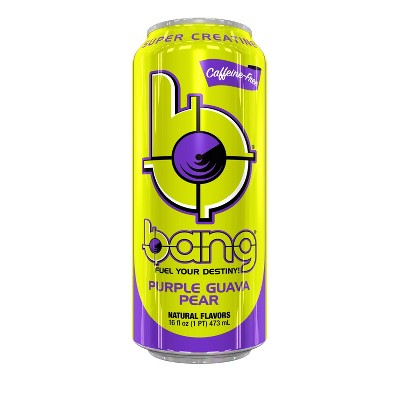 SUPER CREATINE
Caffeine-Free
b
bang
FUEL YOUR DESTINY!
PURPLE GUAVA
PEAR
NATURAL FLAVORS
16 fl oz (1 PT) 473 mL